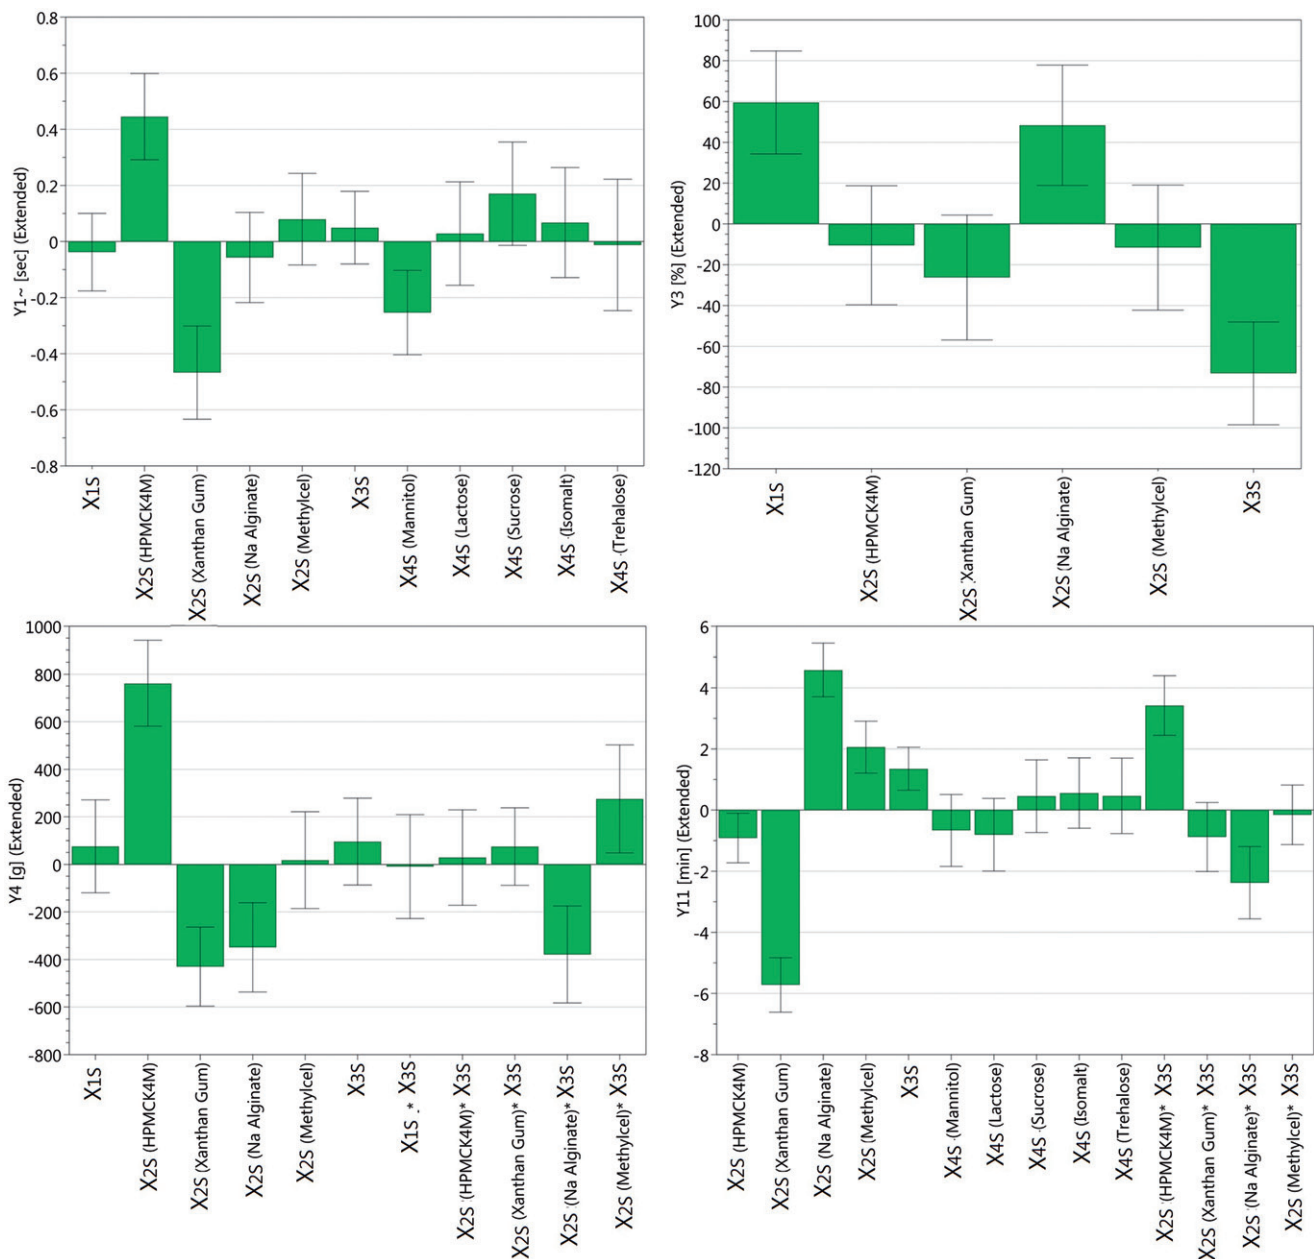 Y1~ [sec] (Extended)
0.8
0.6
0.4
0.2
0
-0.2
-0.4
-0.6
-0.8
X1S
X2S (HPMCK4M)
X2S (Xanthan Gum)
X2S (Na Alginate)
X2S (Methylcel)
X3S
X4S (Mannitol)
X4S (Lactose)
X4S (Sucrose)
X4S (Isomalt)
X4S (Trehalose)
Y3 [%] (Extended)
100
80
60
40
20
0
-20
-40
-60
-80
-100
-120
X1S
X2S (HPMCK4M)
X2S (Xanthan Gum)
X2S (Na Alginate)
X2S (Methylcel)
X3S
Y4 [g] (Extended)
1000
800
600
400
200
0
-200
-400
-600
-800
X1S
X2S (HPMCK4M)
X2S (Xanthan Gum)
X2S (Na Alginate)
X2S (Methylcel)
X3S
X1S * X3S
X2S (HPMCK4M)* X3S
X2S (Xanthan Gum)* X3S
X2S (Na Alginate)* X3S
X2S (Methylcel)* X3S
Y11 [min] (Extended)
6
4
2
0
-2
-4
-6
-8
X2S (HPMCK4M)
X2S (Xanthan Gum)
X2S (Na Alginate)
X2S (Methylcel)
X3S
X4S (Mannitol)
X4S (Lactose)
X4S (Sucrose)
X4S (Isomalt)
X4S (Trehalose)
X2S (HPMCK4M)* X3S
X2S (Xanthan Gum)* X3S
X2S (Na Alginate)* X3S
X2S (Methylcel)* X3S